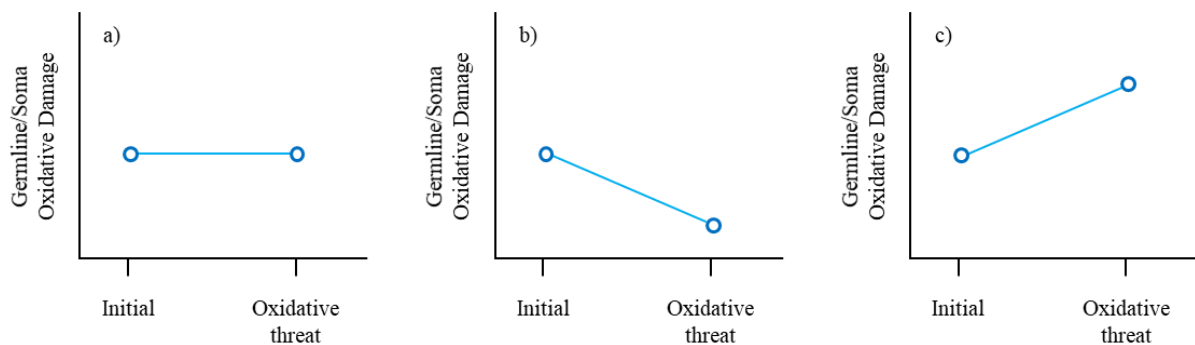 a)
Germline/Soma
Oxidative Damage
Initial
Oxidative
threat
b)
Germline/Soma
Oxidative Damage
Initial
Oxidative
threat
c)
Germline/Soma
Oxidative Damage
Initial
Oxidative
threat